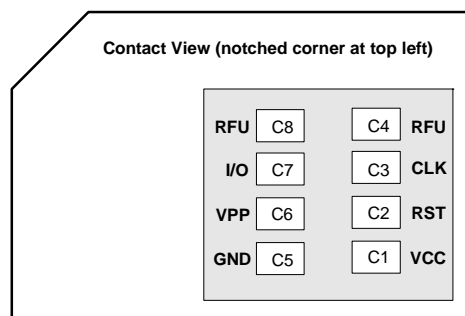 Contact View (notched corner at top left)
RFU C8 C4 RFU
I/O C7 C3 CLK
VPP C6 C2 RST
GND C5 C1 VCC